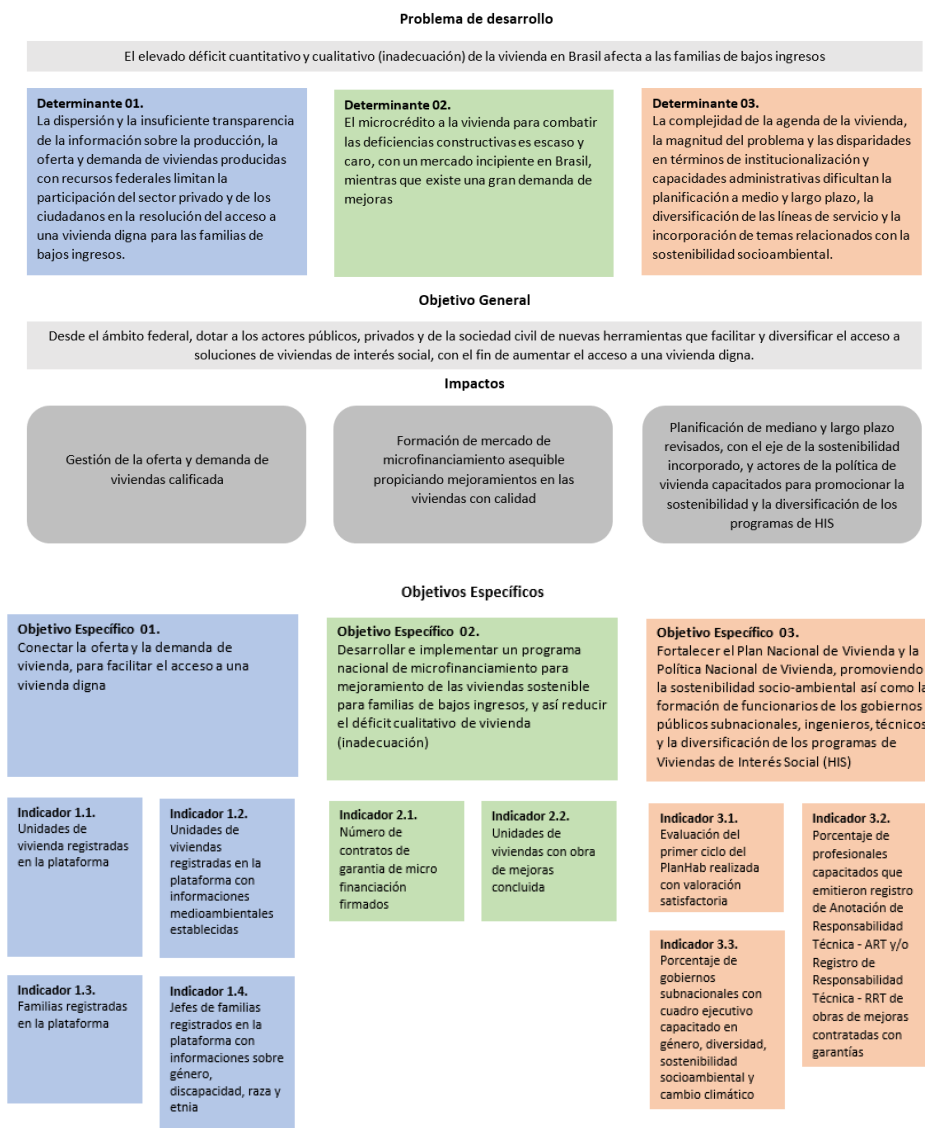 Problema de desarrollo
El elevado déficit cuantitativo y cualitativo (inadecuación) de la vivienda en Brasil afecta a las familias de bajos ingresos
Determinante 01.
La dispersión y la insuficiente transparencia
de la información sobre la producción, la
oferta y demanda de viviendas producidas
con recursos federales limitan la
participación del sector privado y de los
ciudadanos en la resolución del acceso a
una vivienda digna para las familias de
bajos ingresos.
Determinante 02.
El microcrédito a la vivienda para combatir
las deficiencias constructivas es escaso y
caro, con un mercado incipiente en Brasil,
mientras que existe una gran demanda de
mejoras
Determinante 03.
La complejidad de la agenda de la vivienda,
la magnitud del problema y las disparidades
en términos de institucionalización y
capacidades administrativas dificultan la
planificación a medio y largo plazo, la
diversificación de las líneas de servicio y la
incorporación de temas relacionados con la
sostenibilidad socioambiental.
Objetivo General
Desde el ámbito federal, dotar a los actores públicos, privados y de la sociedad civil de nuevas herramientas que facilitar y diversificar el acceso a
soluciones de viviendas de interés social, con el fin de aumentar el acceso a una vivienda digna.
Impactos
Gestión de la oferta y demanda de
viviendas calificada
Formación de mercado de
microfinanciamiento asequible
propiciando mejoramientos en las
viviendas con calidad
Planificación de mediano y largo plazo
revisados, con el eje de la sostenibilidad
incorporado, y actores de la política de
vivienda capacitados para promocionar la
sostenibilidad y la diversificación de los
programas de HIS
Objetivos Específicos
Objetivo Específico 01.
Conectar la oferta y la demanda de
vivienda, para facilitar el acceso a una
vivienda digna
Objetivo Específico 02.
Desarrollar e implementar un programa
nacional de microfinanciamiento para
mejoramiento de las viviendas sostenible
para familias de bajos ingresos, y así reducir
el déficit cualitativo de vivienda
(inadecuación)
Objetivo Específico 03.
Fortalecer el Plan Nacional de Vivienda y la
Política Nacional de Vivienda, promoviendo
la sostenibilidad socio-ambiental así como la
formación de funcionarios de los gobiernos
públicos subnacionales, ingenieros, técnicos
y la diversificación de los programas de
Viviendas de Interés Social (HIS)
Indicador 1.1.
Unidades de
vivienda registradas
en la plataforma
Indicador 1.2.
Unidades de
viviendas
registradas en la
plataforma con
informaciones
medioambientales
establecidas
Indicador 1.3.
Familias registradas
en la plataforma
Indicador 1.4.
Jefes de familias
registrados en la
plataforma con
informaciones sobre
género,
discapacidad, raza y
etnia
Indicador 2.1.
Número de
contratos de
garantia de micro
financiación
firmados
Indicador 2.2.
Unidades de
viviendas con obra
de mejoras
concluida
Indicador 3.1.
Evaluación del
primer ciclo del
PlanHab realizada
con valoración
satisfactoria
Indicador 3.2.
Porcentaje de
profesionales
capacitados que
emitieron registro
de Anotación de
Responsabilidad
Técnica - ART y/o
Registro de
Responsabilidad
Técnica - RRT de
obras de mejoras
contratadas con
garantías
Indicador 3.3.
Porcentaje de
gobiernos
subnacionales con
cuadro ejecutivo
capacitado en
género, diversidad,
sostenibilidad
socioambiental y
cambio climático